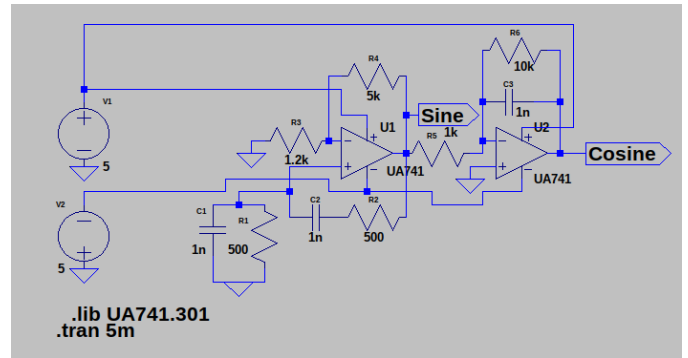 R6
10k
R4
5k
C3
1n
V1
U1
Sine
R3
R5
1k
U2
1.2k
UA741
Cosine
5
UA741
V2
C1
R1
C2
R2
1n
500
1n
500
5
.lib UA741.301
.tran 5m